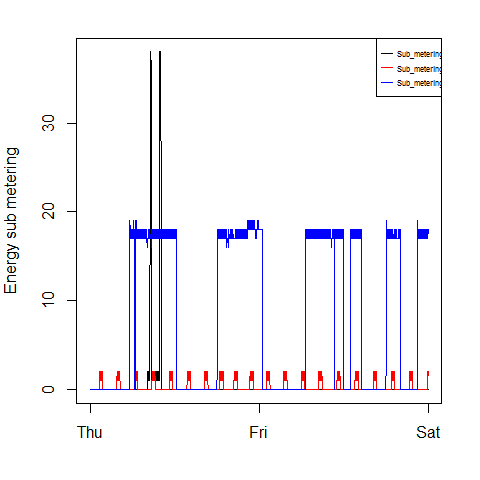 Sub_metering
Sub_metering
Sub_metering
Energy sub metering
30
20
10
0
Thu Fri Sat